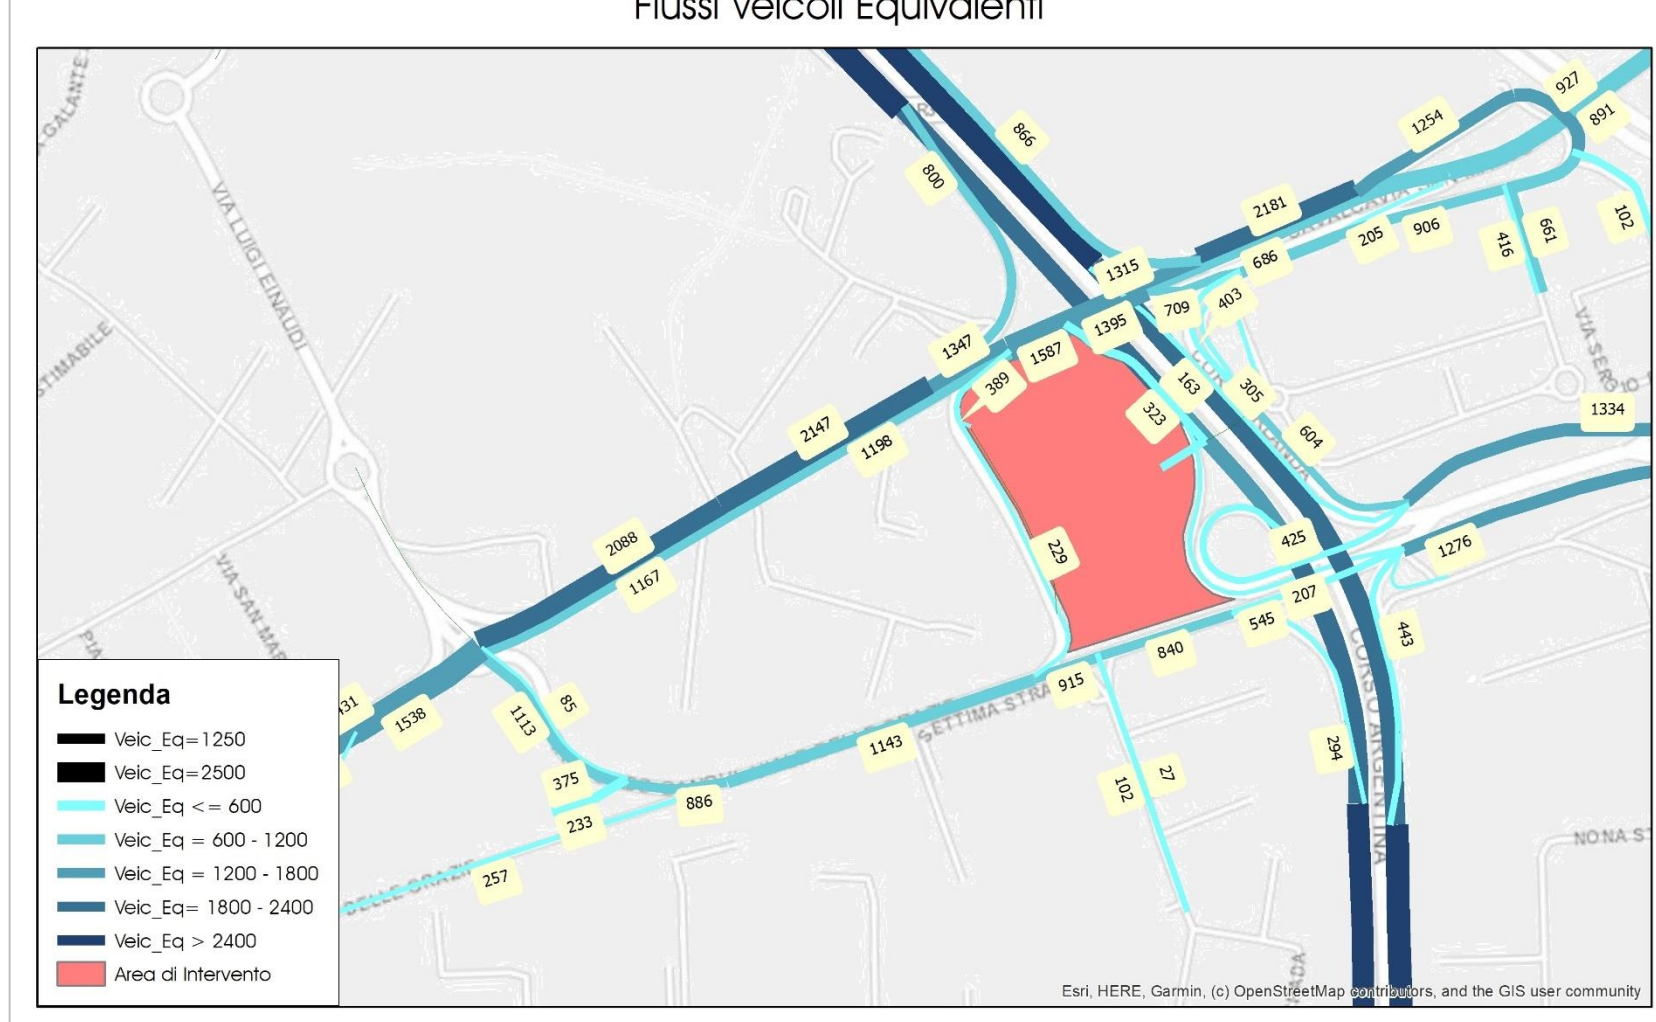 Flussi Veicoli Equivalenti
927
891
1254
866
800
2181
102
205
906
416
661
VIA LUIGI EINAUDI
1315
686
709
403
1395
1347
1587
389
163
305
323
604
1334
2147
1198
2088
1167
229
425
1276
207
545
443
840
915
VIA SAN MAR
Legenda
431
1538
1113
85
SETTIMA STRA
1143
294
CORSO ARGENTINA
375
886
102
27
233
257
DELLE GRAZIE
NONA S
Veic_Eq=1250
Veic_Eq=2500
Veic_Eq <= 600
Veic_Eq = 600 - 1200
Veic_Eq = 1200 - 1800
Veic_Eq= 1800 - 2400
Veic_Eq > 2400
Area di Intervento
Esri, HERE, Garmin, (c) OpenStreetMap contributors, and the GIS user community